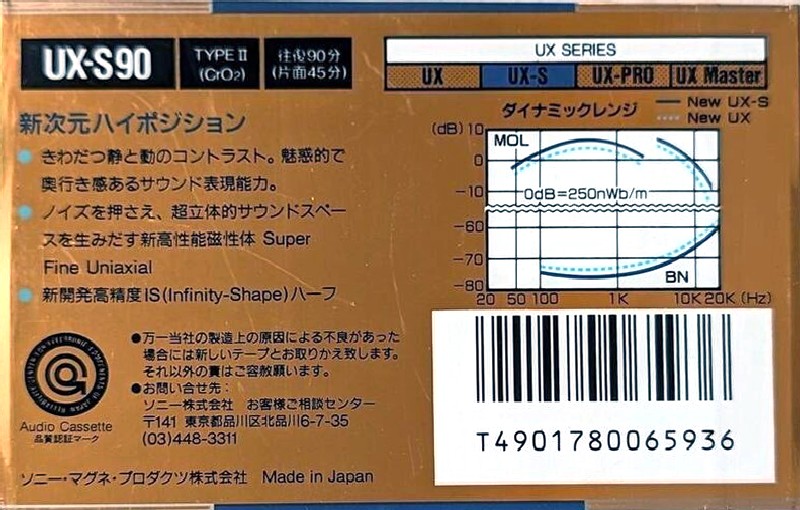 UX-S90
TYPE II
(CrO2)
往復90分
(片面45分)
UX SERIES
UX UX-S UX-PRO UX Master
新次元ハイポジション
きわだつ静と動のコントラスト。魅惑的で
奥行き感あるサウンド表現能力。
ノイズを押さえ、超立体的サウンドスペー
スを生みだす新高性能磁性体 Super
Fine Uniaxial
新開発高精度IS(Infinity-Shape)ハーフ
ダイナミックレンジ
New UX-S
New UX
(dB) 10
0
-10
-60
-70
-80
MOL
0dB=250nWb/m
BN
20 50 100 1K 10K 20K (Hz)
●万一当社の製造上の原因による不良があった
場合には新しいテープとお取りかえ致します。
それ以外の責はご容赦願います。
●お問い合せ先:
ソニー株式会社 お客様ご相談センター
〒141 東京都品川区北品川6-7-35
(03)448-3311
Audio Cassette
品質認証マーク
ソニー・マグネ・プロダクツ株式会社 Made in Japan
T4901780065936